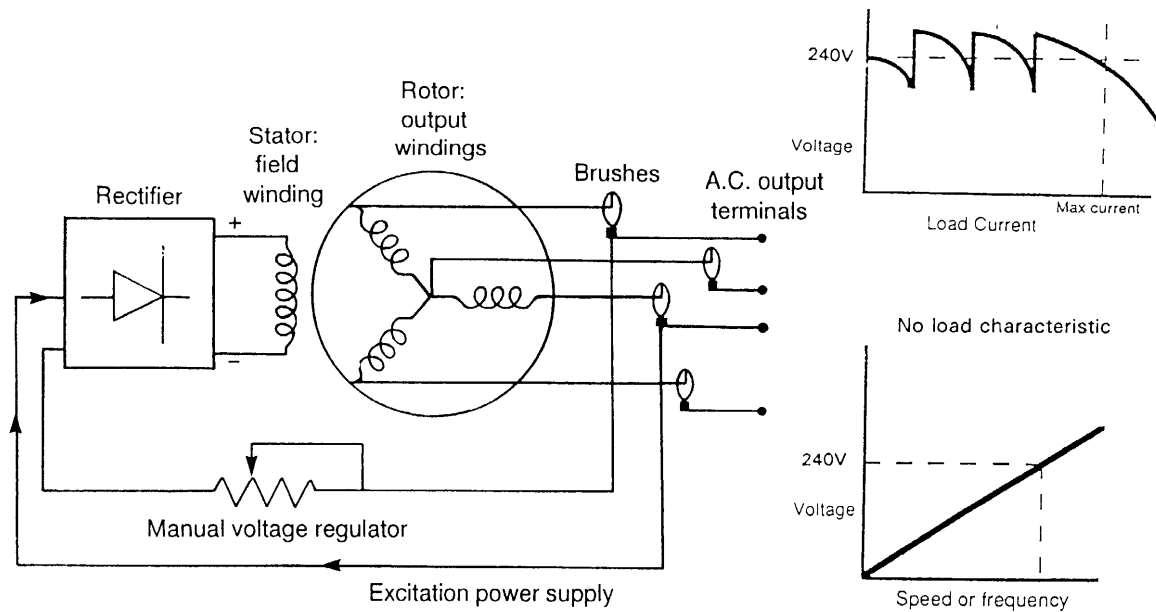 Rotor:
output
windings
Stator:
field
winding
Rectifier
+
−
Brushes
A.C. output
terminals
Manual voltage regulator
Excitation power supply
240V
Voltage
Max current
Load Current
No load characteristic
240V
Voltage
Speed or frequency